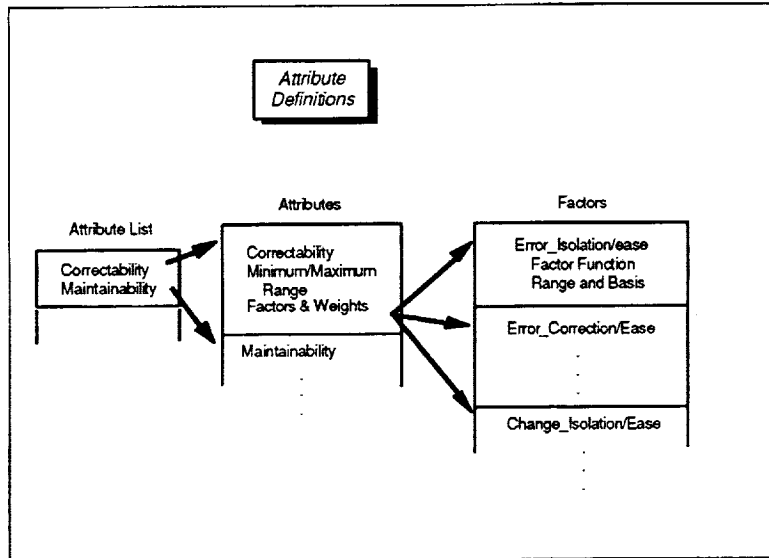 Attribute
Definitions
Attribute List
Correctability
Maintainability
Attributes
Correctability
Minimum/Maximum
Range
Factors & Weights
Maintainability
Factors
Error_Isolation/ease
Factor Function
Range and Basis
Error_Correction/Ease
Change_Isolation/Ease